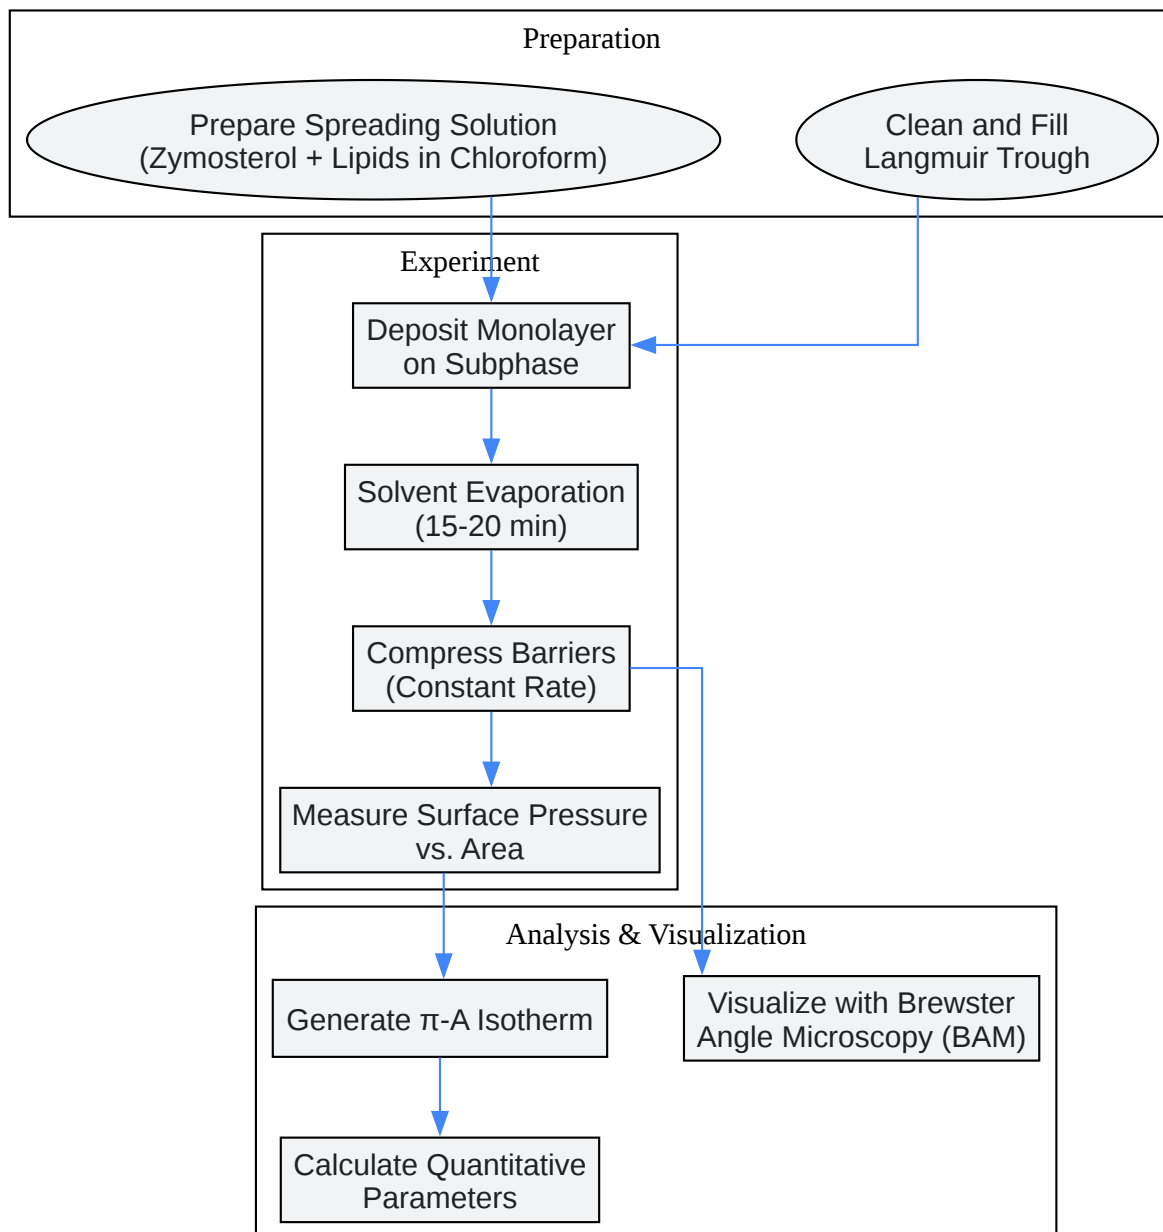 Preparation
Prepare Spreading Solution
(Zymosterol + Lipids in Chloroform)
Clean and Fill
Langmuir Trough
Experiment
Deposit Monolayer
on Subphase
Solvent Evaporation
(15-20 min)
Compress Barriers
(Constant Rate)
Measure Surface Pressure
vs. Area
Analysis & Visualization
Generate π-A Isotherm
Visualize with Brewster
Angle Microscopy (BAM)
Calculate Quantitative
Parameters